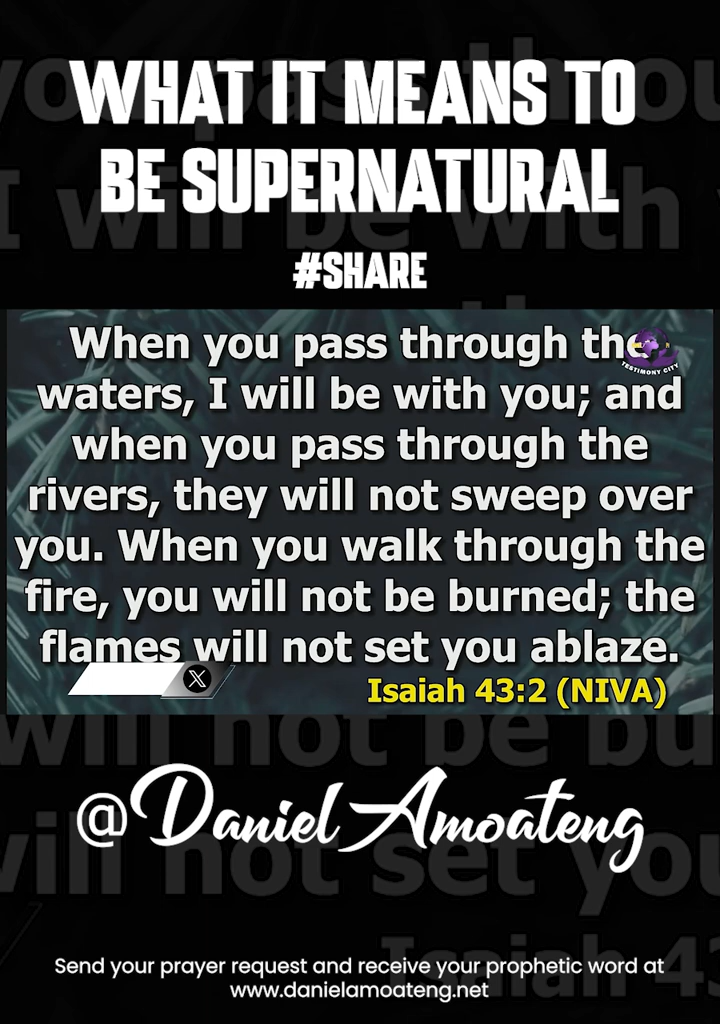 WHAT IT MEANS TO
BE SUPERNATURAL
#SHARE
When you pass through the
waters, I will be with you; and
when you pass through the
rivers, they will not sweep over
you. When you walk through the
fire, you will not be burned; the
flames will not set you ablaze.
TESTIMONY CITY
Isaiah 43:2 (NIVA)
@Daniel Amoateng
Send your prayer request and receive your prophetic word at
www.danielamoateng.net